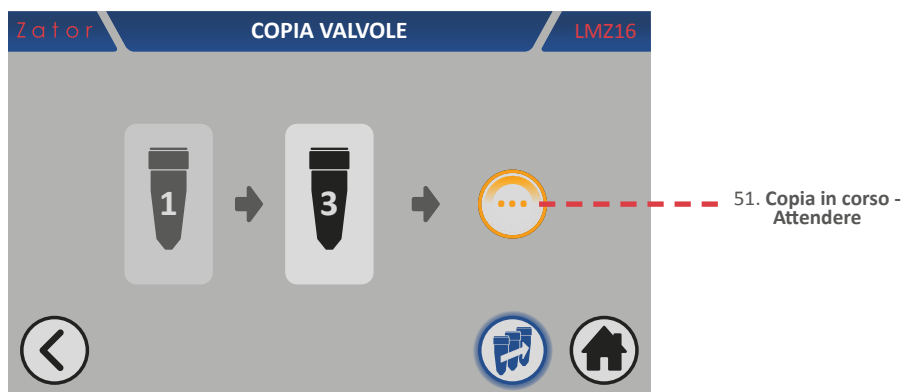 Zator COPIA VALVOLE LMZ16
1 3
51. Copia in corso -
Attendere